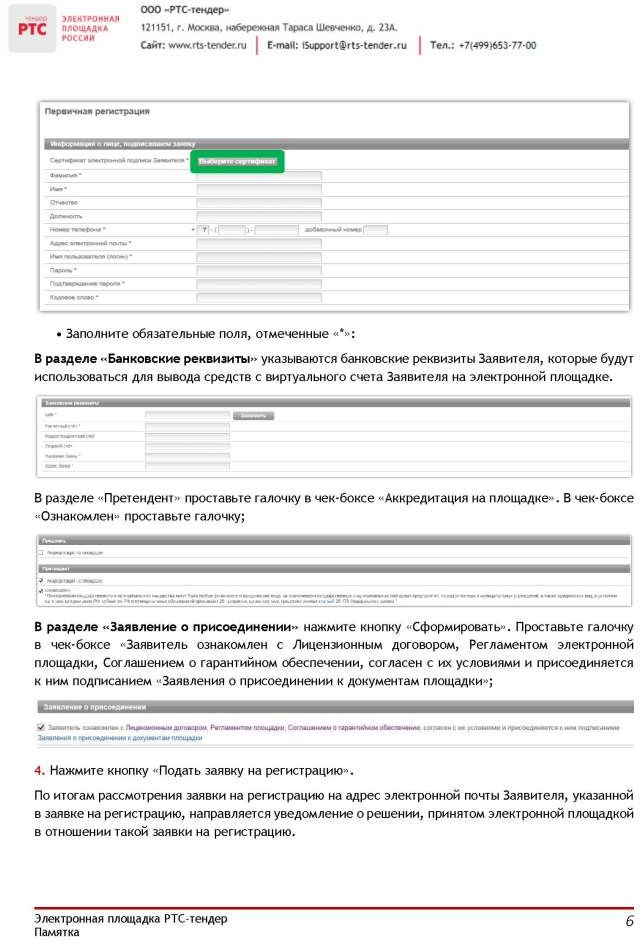 тендер
РТС
ЭЛЕКТРОННАЯ
ПЛОЩАДКА
РОССИИ
ООО «РТС-тендер»
121151, г. Москва, набережная Тараса Шевченко, д. 23А.
Сайт: www.rts-tender.ru E-mail: iSupport@rts-tender.ru Тел.: +7(499)653-77-00
Первичная регистрация
Информация о лице, подписавшем заявку
Сертификат электронной подписи Заявителя * Выберите сертификат
Фамилия *
Имя *
Отчество
Должность
Номер телефона * + 7 - ( ) - добавочный номер
Адрес электронной почты *
Имя пользователя (логин) *
Пароль *
Подтверждение пароля *
Кодовое слово *
• Заполните обязательные поля, отмеченные «*»:
В разделе «Банковские реквизиты» указываются банковские реквизиты Заявителя, которые будут
использоваться для вывода средств с виртуального счета Заявителя на электронной площадке.
Банковские реквизиты
БИК *
Расчетный счет *
Корреспондентский счет
Лицевой счет
Название банка *
Адрес банка *
В разделе «Претендент» проставьте галочку в чек-боксе «Аккредитация на площадке». В чек-боксе
«Ознакомлен» проставьте галочку;
Продавец
Аккредитация на площадке
Претендент
Аккредитация на площадке
В разделе «Заявление о присоединении» нажмите кнопку «Сформировать». Проставьте галочку
в чек-боксе «Заявитель ознакомлен с Лицензионным договором, Регламентом электронной
площадки, Соглашением о гарантийном обеспечении, согласен с их условиями и присоединяется
к ним подписанием «Заявления о присоединении к документам площадки»;
Заявление о присоединении
Заявитель ознакомлен с Лицензионным договором, Регламентом площадки, Соглашением о гарантийном обеспечении, согласен с их условиями и присоединяется к ним подписанием
Заявления о присоединении к документам площадки
4. Нажмите кнопку «Подать заявку на регистрацию».
По итогам рассмотрения заявки на регистрацию на адрес электронной почты Заявителя, указанной
в заявке на регистрацию, направляется уведомление о решении, принятом электронной площадкой
в отношении такой заявки на регистрацию.
Электронная площадка РТС-тендер
Памятка
6